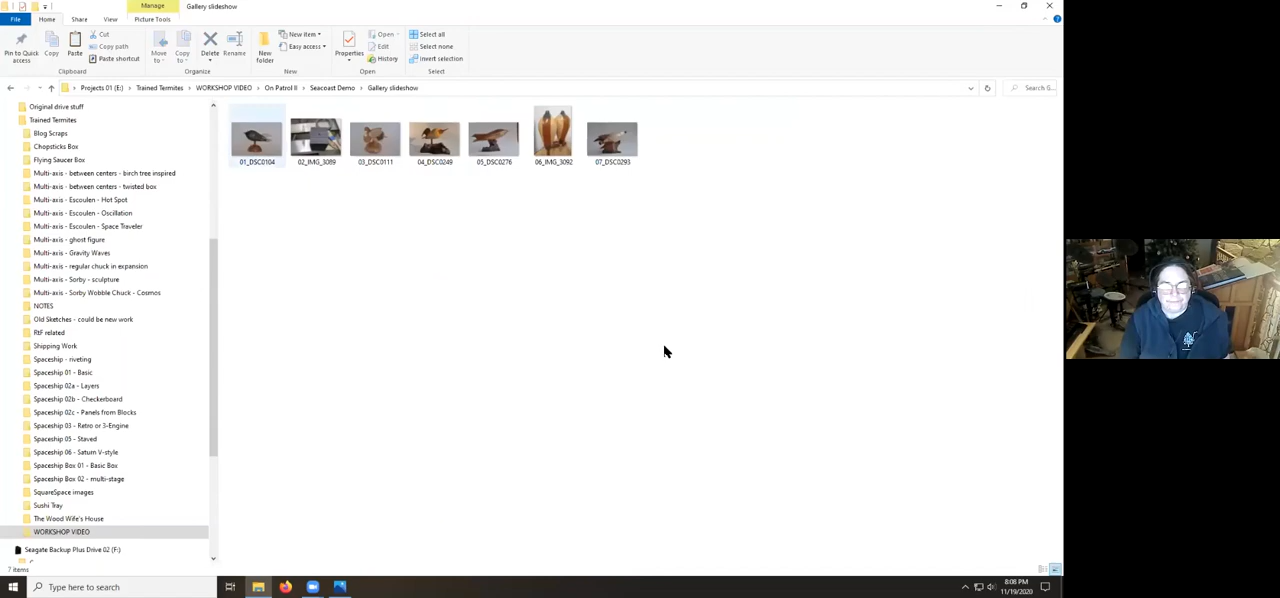 Manage
Gallery slideshow
File
Home
Share
View
Picture Tools
Pin to Quick access
Copy
Paste
Cut
Copy path
Paste shortcut
Clipboard
Move to
Copy to
Delete
Rename
Organize
New folder
New item
Easy access
New
Properties
Open
Edit
History
Open
Select all
Select none
Invert selection
Select
Projects 01 (E:) > Trained Termites > WORKSHOP VIDEO > On Patrol II > Seacoast Demo > Gallery slideshow
Search G...
Original drive stuff
Trained Termites
Blog Scraps
Chopsticks Box
Flying Saucer Box
Multi-axis - between centers - birch tree inspired
Multi-axis - between centers - twisted box
Multi-axis - Escoulen - Hot Spot
Multi-axis - Escoulen - Oscillation
Multi-axis - Escoulen - Space Traveler
Multi-axis - ghost figure
Multi-axis - Gravity Waves
Multi-axis - regular chuck in expansion
Multi-axis - Sorby - sculpture
Multi-axis - Sorby Wobble Chuck - Cosmos
NOTES
Old Sketches - could be new work
RtF related
Shipping Work
Spaceship - riveting
Spaceship 01 - Basic
Spaceship 02a - Layers
Spaceship 02b - Checkerboard
Spaceship 02c - Panels from Blocks
Spaceship 03 - Retro or 3-Engine
Spaceship 05 - Staved
Spaceship 06 - Saturn V-style
Spaceship Box 01 - Basic Box
Spaceship Box 02 - multi-stage
SquareSpace images
Sushi Tray
The Wood Wife's House
WORKSHOP VIDEO
Seagate Backup Plus Drive 02 (F:)
01_DSC0104
02_IMG_3089
03_DSC0111
04_DSC0249
05_DSC0276
06_IMG_3092
07_DSC0293
7 items
Type here to search
8:08 PM
11/19/2020